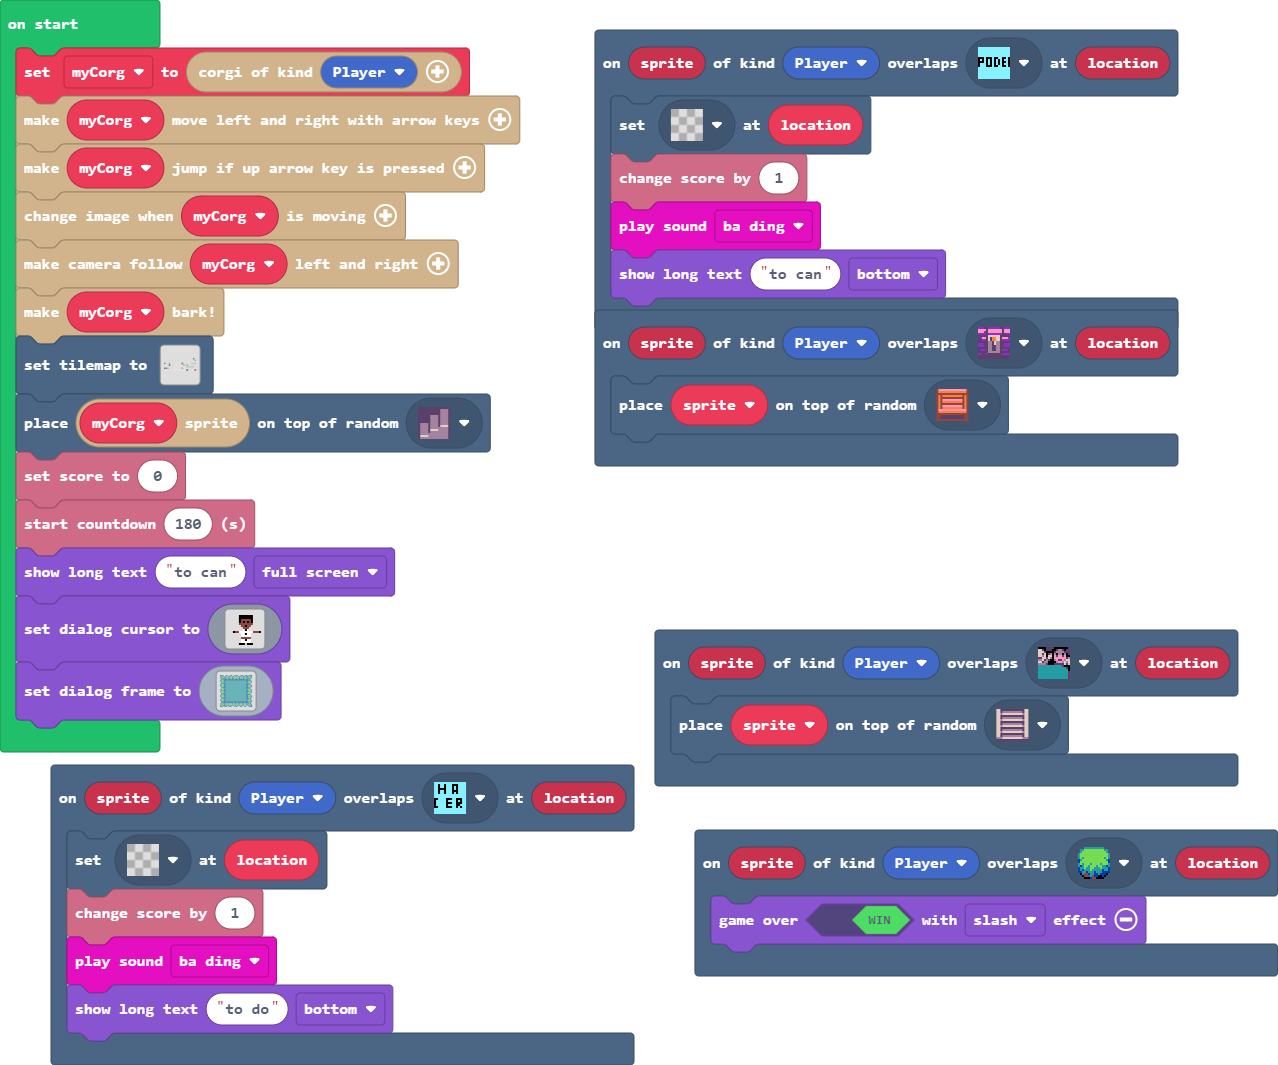 on start
set myCorg to corgi of kind Player
make myCorg move left and right with arrow keys
make myCorg jump if up arrow key is pressed
change image when myCorg is moving
make camera follow myCorg left and right
make myCorg bark!
set tilemap to
place myCorg sprite on top of random
set score to 0
start countdown 180 (s)
show long text "to can" full screen
set dialog cursor to
set dialog frame to
on sprite of kind Player overlaps PODER at location
set at location
change score by 1
play sound ba ding
show long text "to can" bottom
on sprite of kind Player overlaps at location
place sprite on top of random
on sprite of kind Player overlaps at location
place sprite on top of random
on sprite of kind Player overlaps HA CER at location
set at location
change score by 1
play sound ba ding
show long text "to do" bottom
on sprite of kind Player overlaps at location
game over WIN with slash effect